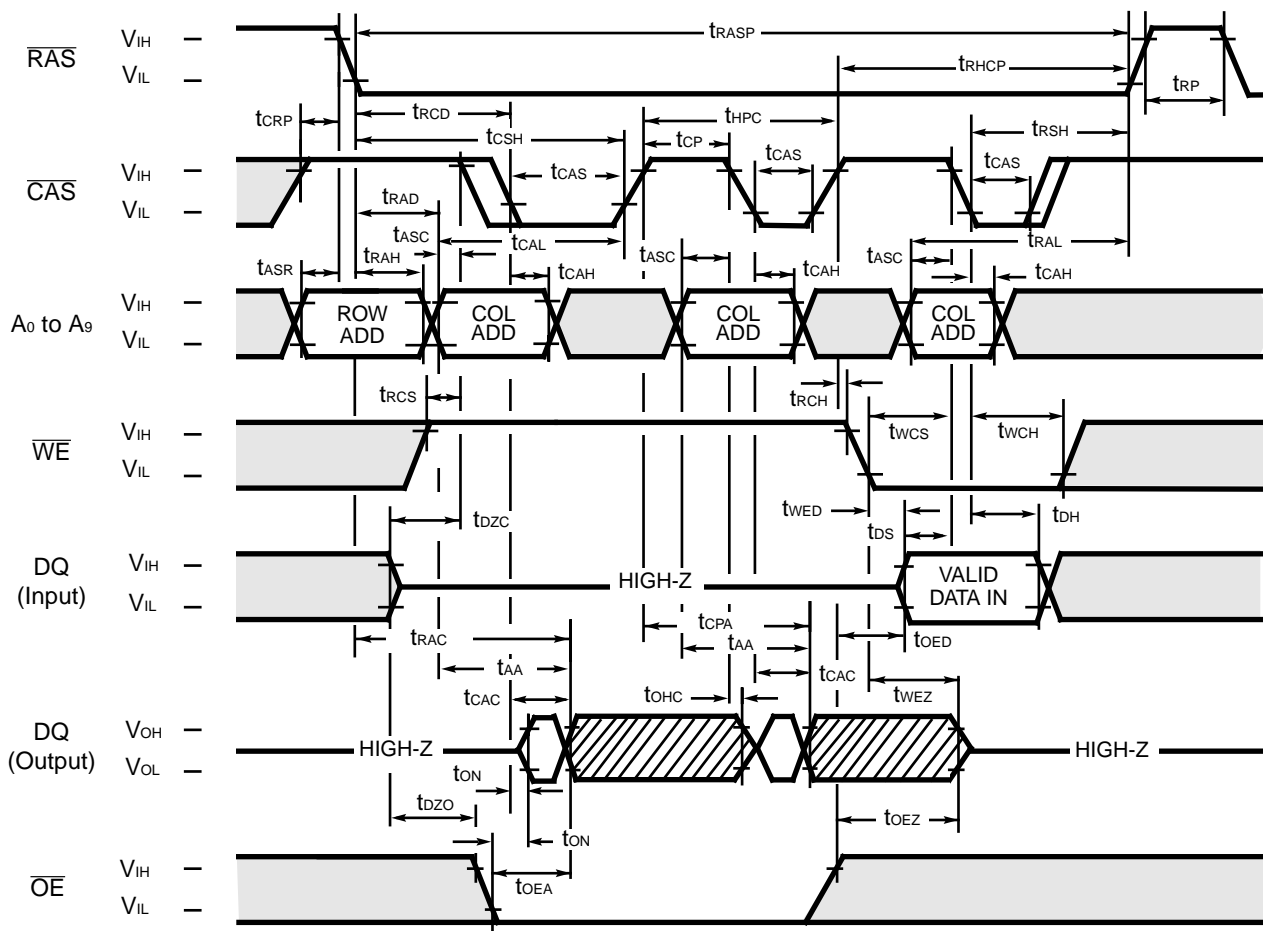 tRASP
RAS VIH
VIL
tRHCP
tRP
tCRP tRCD tHPC
tCSH tCP tRSH
tCAS tCAS
CAS VIH
VIL
tCAS
tRAD
tASC tCAL tASC tASC tRAL
tASR tRAH tCAH tCAH tCAH
A0 to A9 VIH
VIL
ROW ADD
COL ADD
COL ADD
COL ADD
tRCS tRCH
tWCS tWCH
WE VIH
VIL
tWED
tDZC tDS tDH
DQ (Input) VIH
VIL
HIGH-Z
VALID DATA IN
tCPA
tRAC tOED
tAA tAA
tCAC tOHC tCAC
tWEZ
DQ (Output) VOH
VOL
HIGH-Z
HIGH-Z
tON
tDZO tOEZ
tON
OE VIH
VIL
tOEA